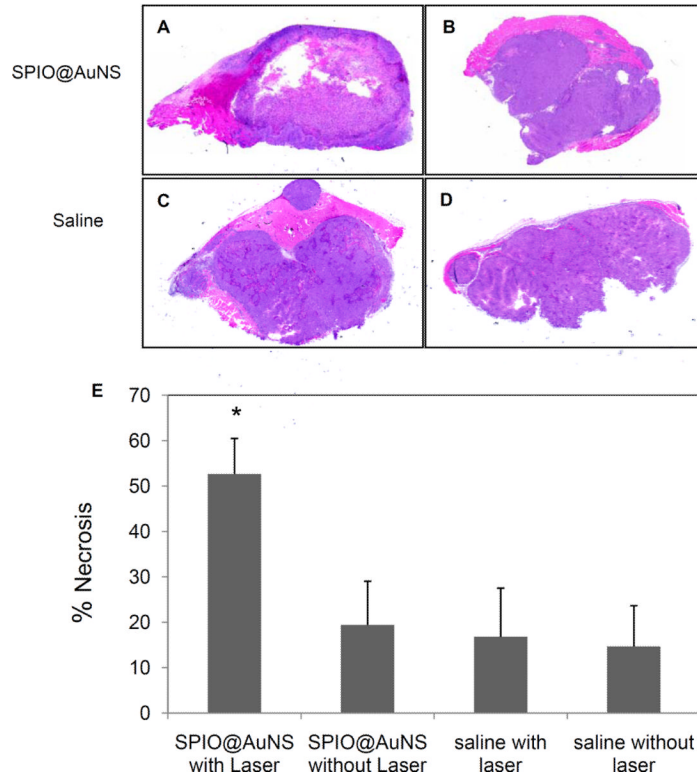 A
B
SPIO@AuNS
C
D
Saline
E
70
60
50
40
30
20
10
0
*
% Necrosis
SPIO@AuNS
with Laser
SPIO@AuNS
without Laser
saline with
laser
saline without
laser